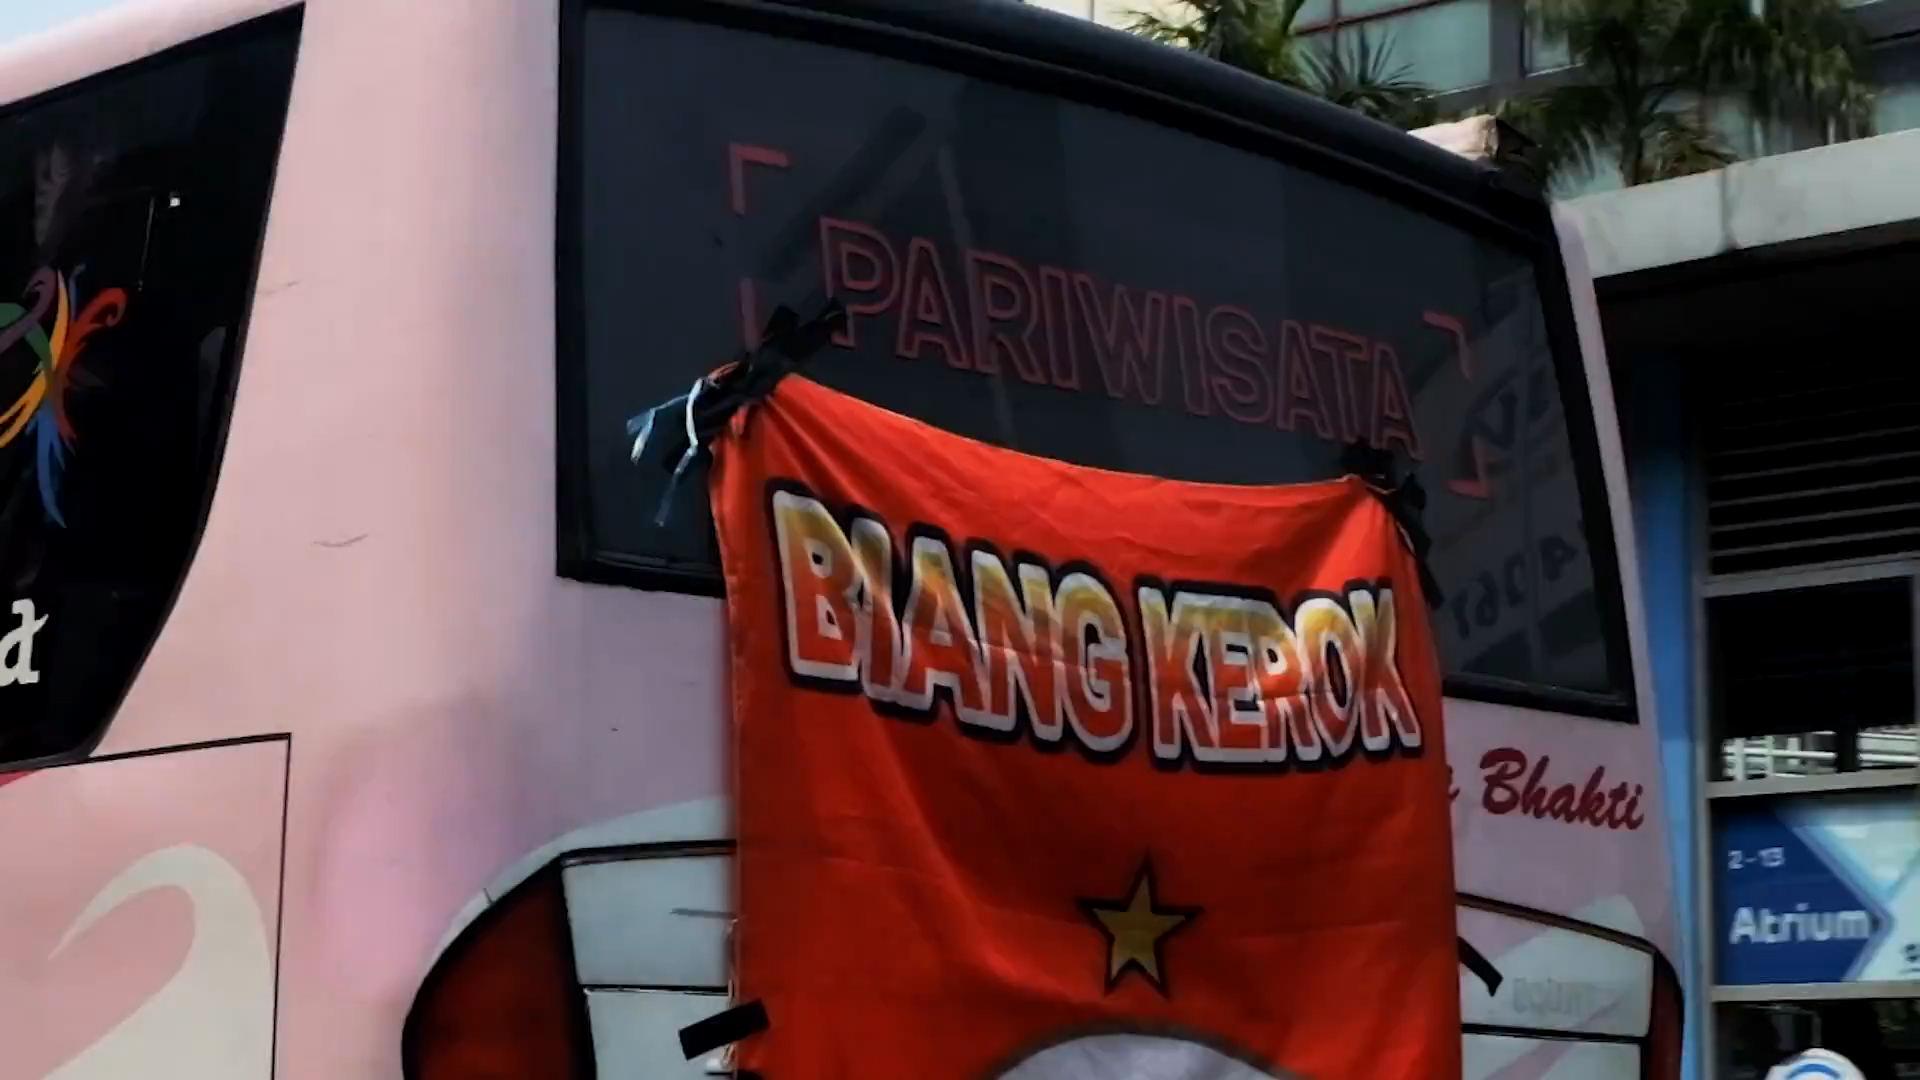 PARIWISATA
BIANG KEROK
Bhakti
2-13
Atrium